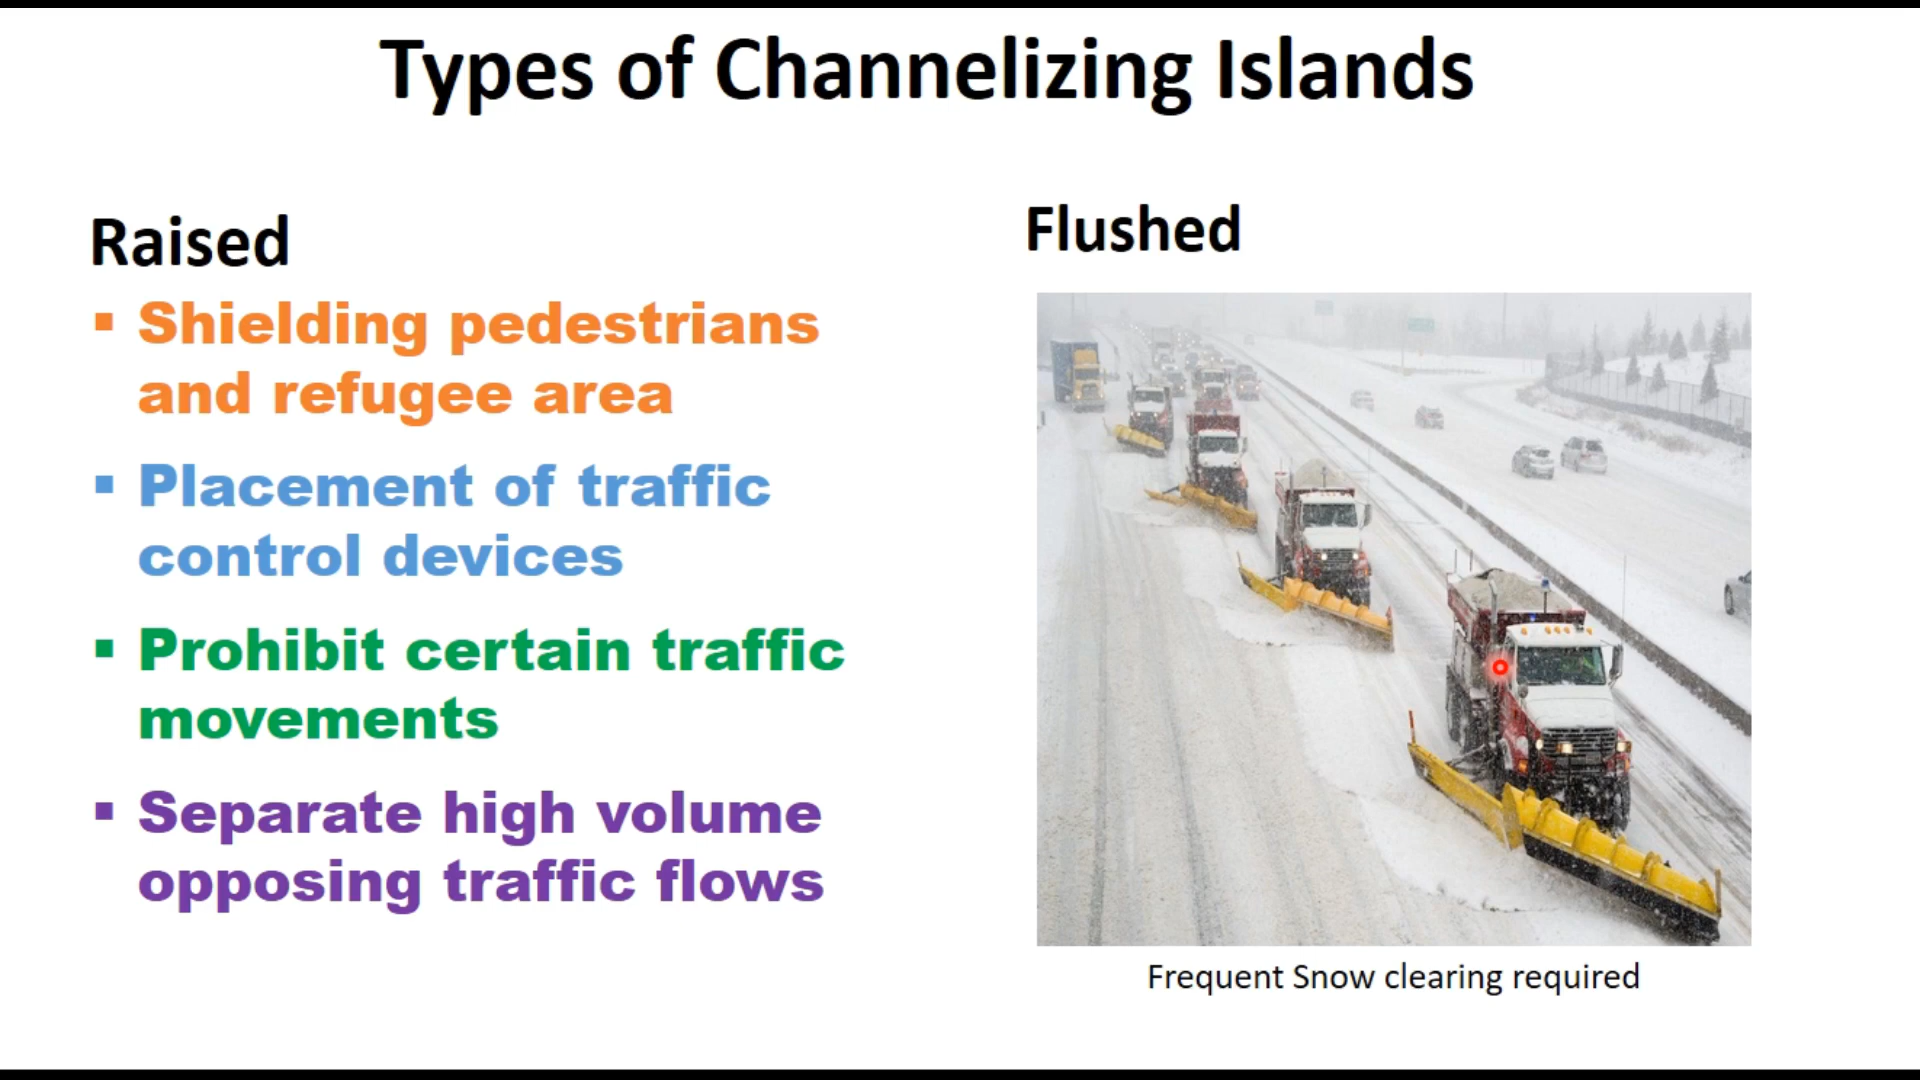 Types of Channelizing Islands
Raised
▪ Shielding pedestrians
and refugee area
▪ Placement of traffic
control devices
▪ Prohibit certain traffic
movements
▪ Separate high volume
opposing traffic flows
Flushed
Frequent Snow clearing required